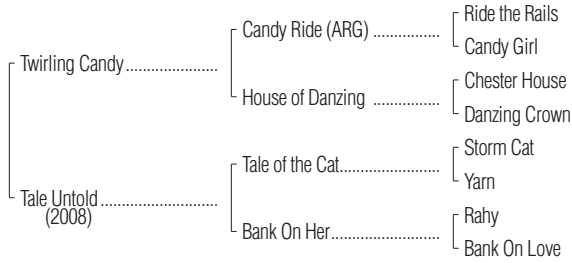 Ride the Rails
Candy Ride (ARG)
Candy Girl
Twirling Candy
Chester House
House of Danzing
Danzing Crown
Storm Cat
Tale of the Cat
Yarn
Tale Untold
(2008)
Rahy
Bank On Her
Bank On Love